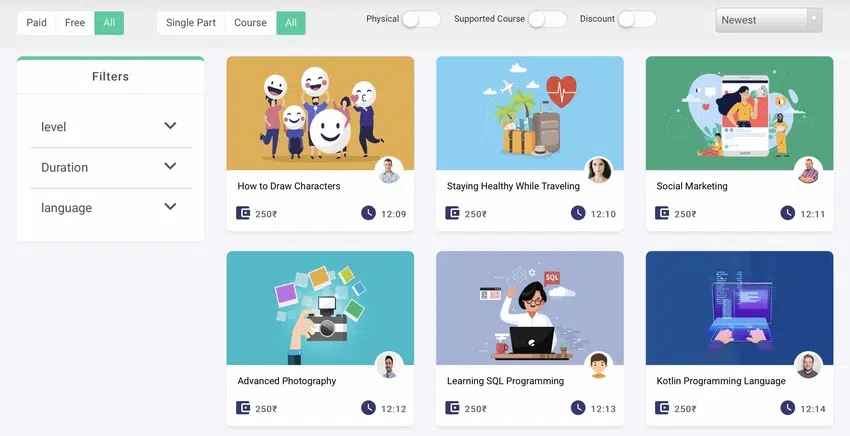 Paid Free All Single Part Course All Physical Supported Course Discount Newest
Filters
level
Duration
language
How to Draw Characters
250₹ 12:09
Staying Healthy While Traveling
250₹ 12:10
Social Marketing
250₹ 12:11
Advanced Photography
250₹ 12:12
SQL
Learning SQL Programming
250₹ 12:13
Kotlin Programming Language
250₹ 12:14